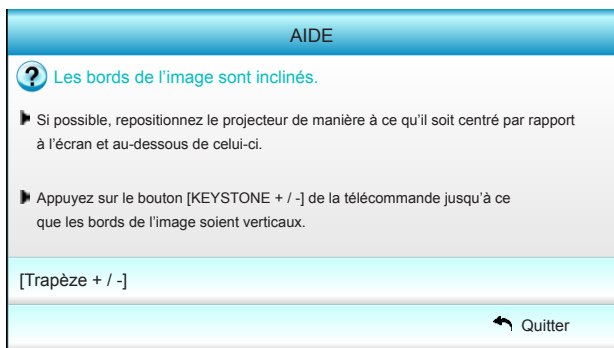 AIDE
? Les bords de l'image sont inclinés.
Si possible, repositionnez le projecteur de manière à ce qu'il soit centré par rapport
à l'écran et au-dessous de celui-ci.
Appuyez sur le bouton [KEYSTONE + / -] de la télécommande jusqu'à ce
que les bords de l'image soient verticaux.
[Trapèze + / -]
Quitter